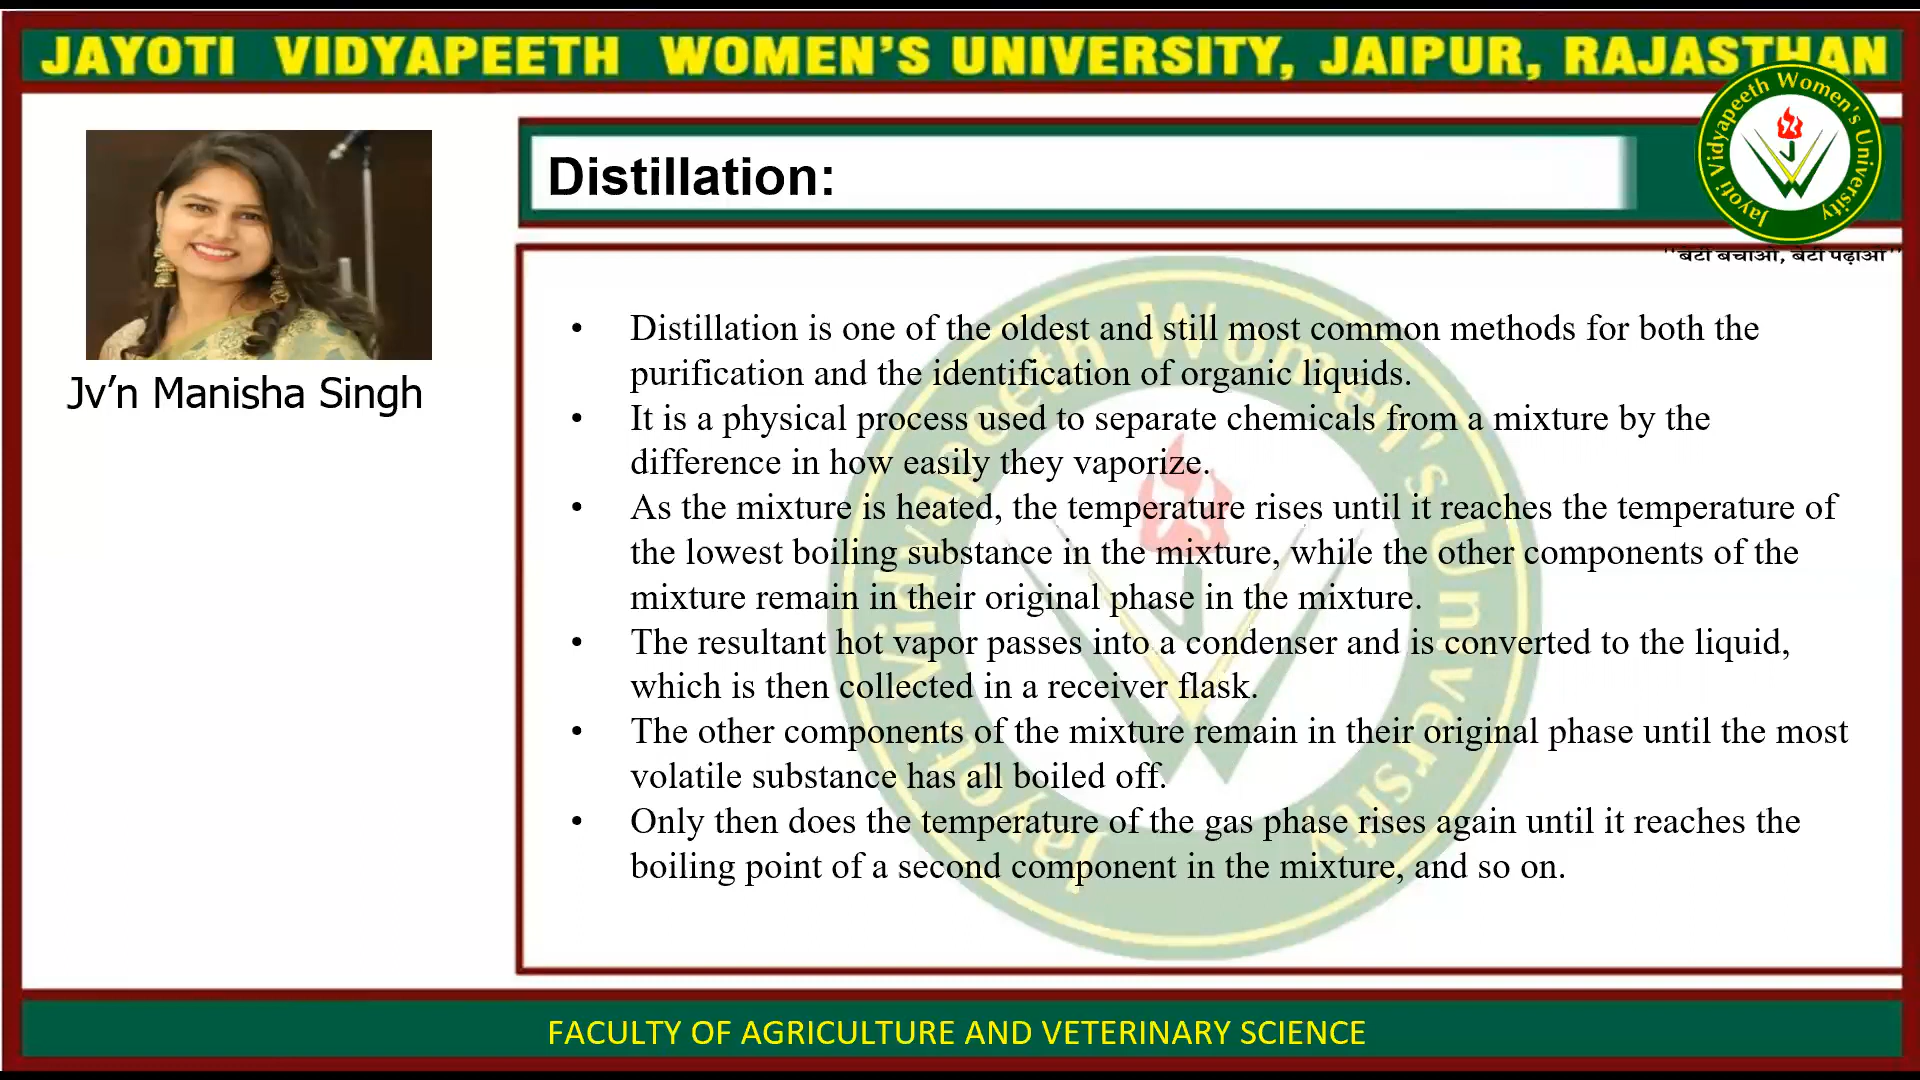 JAYOTI VIDYAPEETH WOMEN'S UNIVERSITY, JAIPUR, RAJASTHAN
Jayoti Vidyapeeth Women's University
"बेटी बचाओ, बेटी पढ़ाओ"
Jv’n Manisha Singh
Distillation:
• Distillation is one of the oldest and still most common methods for both the
purification and the identification of organic liquids.
• It is a physical process used to separate chemicals from a mixture by the
difference in how easily they vaporize.
• As the mixture is heated, the temperature rises until it reaches the temperature of
the lowest boiling substance in the mixture, while the other components of the
mixture remain in their original phase in the mixture.
• The resultant hot vapor passes into a condenser and is converted to the liquid,
which is then collected in a receiver flask.
• The other components of the mixture remain in their original phase until the most
volatile substance has all boiled off.
• Only then does the temperature of the gas phase rises again until it reaches the
boiling point of a second component in the mixture, and so on.
Jayoti Vidyapeeth Women's University
FACULTY OF AGRICULTURE AND VETERINARY SCIENCE